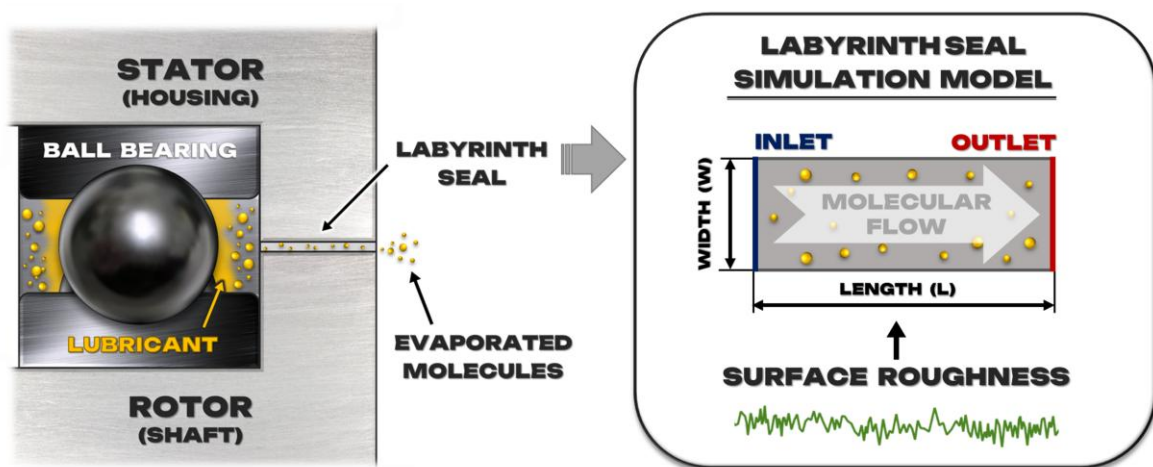 STATOR
(HOUSING)
BALL BEARING
LUBRICANT
ROTOR
(SHAFT)
LABYRINTH
SEAL
EVAPORATED
MOLECULES
LABYRINTH SEAL
SIMULATION MODEL
INLET
OUTLET
WIDTH (W)
MOLECULAR
FLOW
LENGTH (L)
SURFACE ROUGHNESS